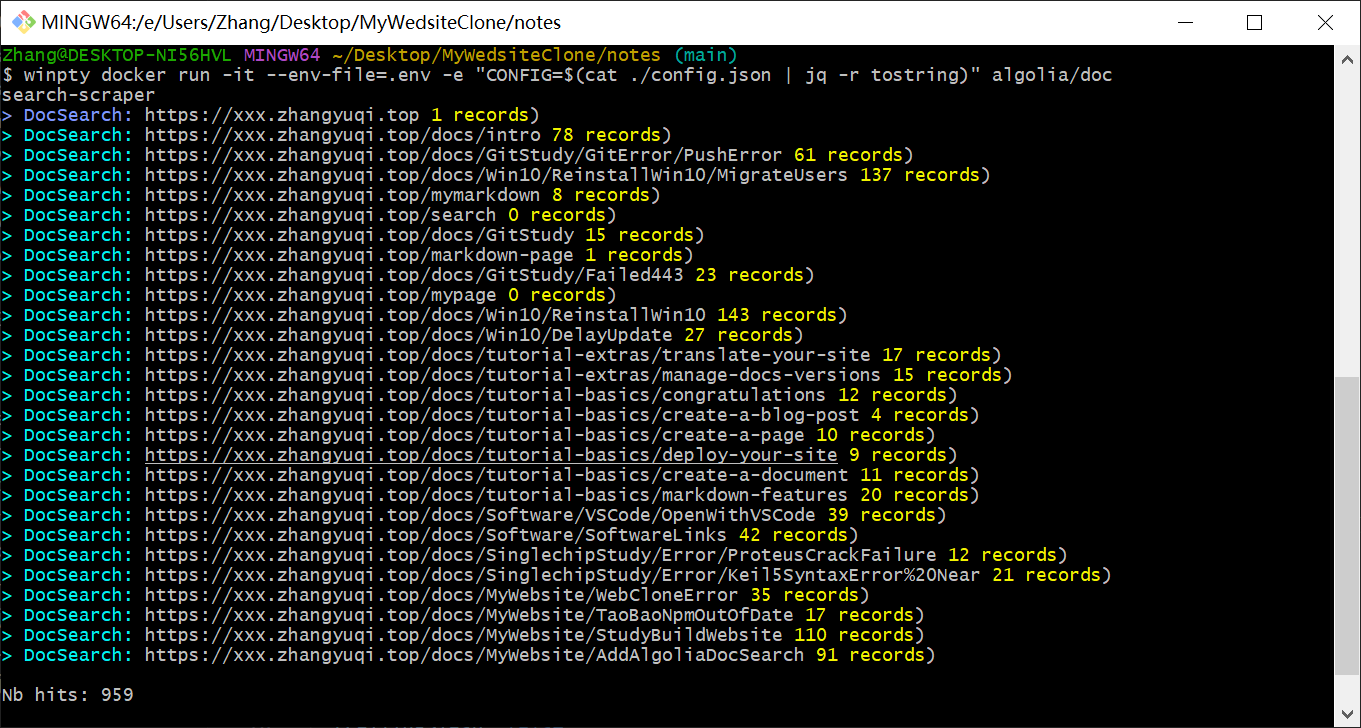 MINGW64:/e/Users/Zhang/Desktop/MyWedsiteClone/notes
Zhang@DESKTOP-NI56HVL MINGW64 ~/Desktop/MyWedsiteClone/notes (main)
$ winpty docker run -it --env-file=.env -e "CONFIG=$(cat ./config.json | jq -r tostring)" algolia/doc
search-scraper
> DocSearch: https://xxx.zhangyuqi.top 1 records)
> DocSearch: https://xxx.zhangyuqi.top/docs/intro 78 records)
> DocSearch: https://xxx.zhangyuqi.top/docs/GitStudy/GitError/PushError 61 records)
> DocSearch: https://xxx.zhangyuqi.top/docs/Win10/ReinstallWin10/MigrateUsers 137 records)
> DocSearch: https://xxx.zhangyuqi.top/mymarkdown 8 records)
> DocSearch: https://xxx.zhangyuqi.top/search 0 records)
> DocSearch: https://xxx.zhangyuqi.top/docs/GitStudy 15 records)
> DocSearch: https://xxx.zhangyuqi.top/markdown-page 1 records)
> DocSearch: https://xxx.zhangyuqi.top/docs/GitStudy/Failed443 23 records)
> DocSearch: https://xxx.zhangyuqi.top/mypage 0 records)
> DocSearch: https://xxx.zhangyuqi.top/docs/Win10/ReinstallWin10 143 records)
> DocSearch: https://xxx.zhangyuqi.top/docs/Win10/DelayUpdate 27 records)
> DocSearch: https://xxx.zhangyuqi.top/docs/tutorial-extras/translate-your-site 17 records)
> DocSearch: https://xxx.zhangyuqi.top/docs/tutorial-extras/manage-docs-versions 15 records)
> DocSearch: https://xxx.zhangyuqi.top/docs/tutorial-basics/congratulations 12 records)
> DocSearch: https://xxx.zhangyuqi.top/docs/tutorial-basics/create-a-blog-post 4 records)
> DocSearch: https://xxx.zhangyuqi.top/docs/tutorial-basics/create-a-page 10 records)
> DocSearch: https://xxx.zhangyuqi.top/docs/tutorial-basics/deploy-your-site 9 records)
> DocSearch: https://xxx.zhangyuqi.top/docs/tutorial-basics/create-a-document 11 records)
> DocSearch: https://xxx.zhangyuqi.top/docs/tutorial-basics/markdown-features 20 records)
> DocSearch: https://xxx.zhangyuqi.top/docs/Software/VSCode/OpenWithVSCode 39 records)
> DocSearch: https://xxx.zhangyuqi.top/docs/Software/SoftwareLinks 42 records)
> DocSearch: https://xxx.zhangyuqi.top/docs/SinglechipStudy/Error/ProteusCrackFailure 12 records)
> DocSearch: https://xxx.zhangyuqi.top/docs/SinglechipStudy/Error/Keil5SyntaxError%20Near 21 records)
> DocSearch: https://xxx.zhangyuqi.top/docs/MyWebsite/WebCloneError 35 records)
> DocSearch: https://xxx.zhangyuqi.top/docs/MyWebsite/TaoBaoNpmOutOfDate 17 records)
> DocSearch: https://xxx.zhangyuqi.top/docs/MyWebsite/StudyBuildWebsite 110 records)
> DocSearch: https://xxx.zhangyuqi.top/docs/MyWebsite/AddAlgoliaDocSearch 91 records)
Nb hits: 959